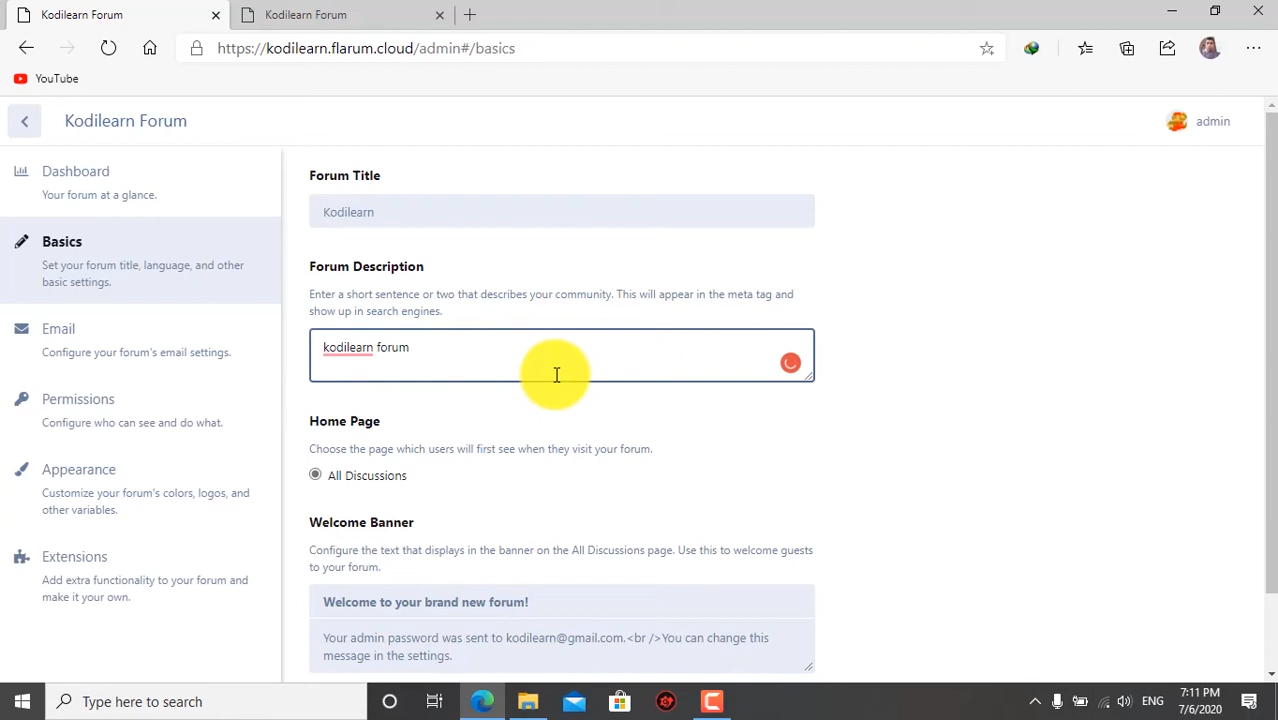 Kodilearn Forum
Kodilearn Forum
https://kodilearn.flarum.cloud/admin#/basics
YouTube
Kodilearn Forum
admin
Dashboard
Your forum at a glance.
Basics
Set your forum title, language, and other
basic settings.
Email
Configure your forum's email settings.
Permissions
Configure who can see and do what.
Appearance
Customize your forum's colors, logos, and
other variables.
Extensions
Add extra functionality to your forum and
make it your own.
Forum Title
Kodilearn
Forum Description
Enter a short sentence or two that describes your community. This will appear in the meta tag and
show up in search engines.
kodilearn forum
Home Page
Choose the page which users will first see when they visit your forum.
All Discussions
Welcome Banner
Configure the text that displays in the banner on the All Discussions page. Use this to welcome guests
to your forum.
Welcome to your brand new forum!
Your admin password was sent to kodilearn@gmail.com.<br />You can change this
message in the settings.
Type here to search
ENG
7:11 PM
7/6/2020